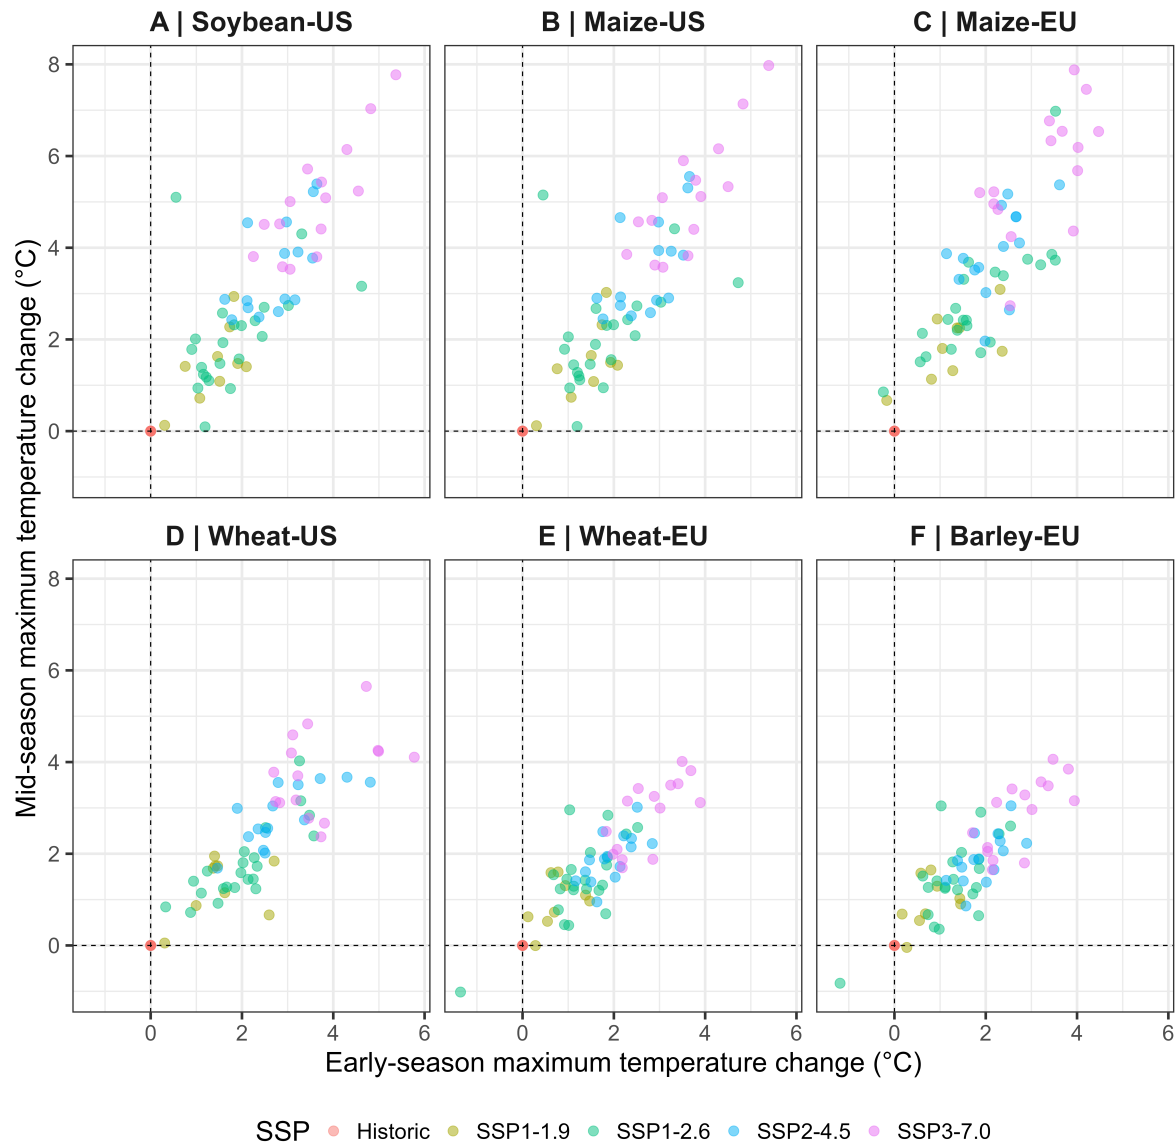 A | Soybean-US
B | Maize-US
C | Maize-EU
8
6
4
2
0
Mid-season maximum temperature change (°C)
D | Wheat-US
E | Wheat-EU
F | Barley-EU
8
6
4
2
0
0 2 4 6 0 2 4 6 0 2 4 6
Early-season maximum temperature change (°C)
SSP Historic SSP1-1.9 SSP1-2.6 SSP2-4.5 SSP3-7.0